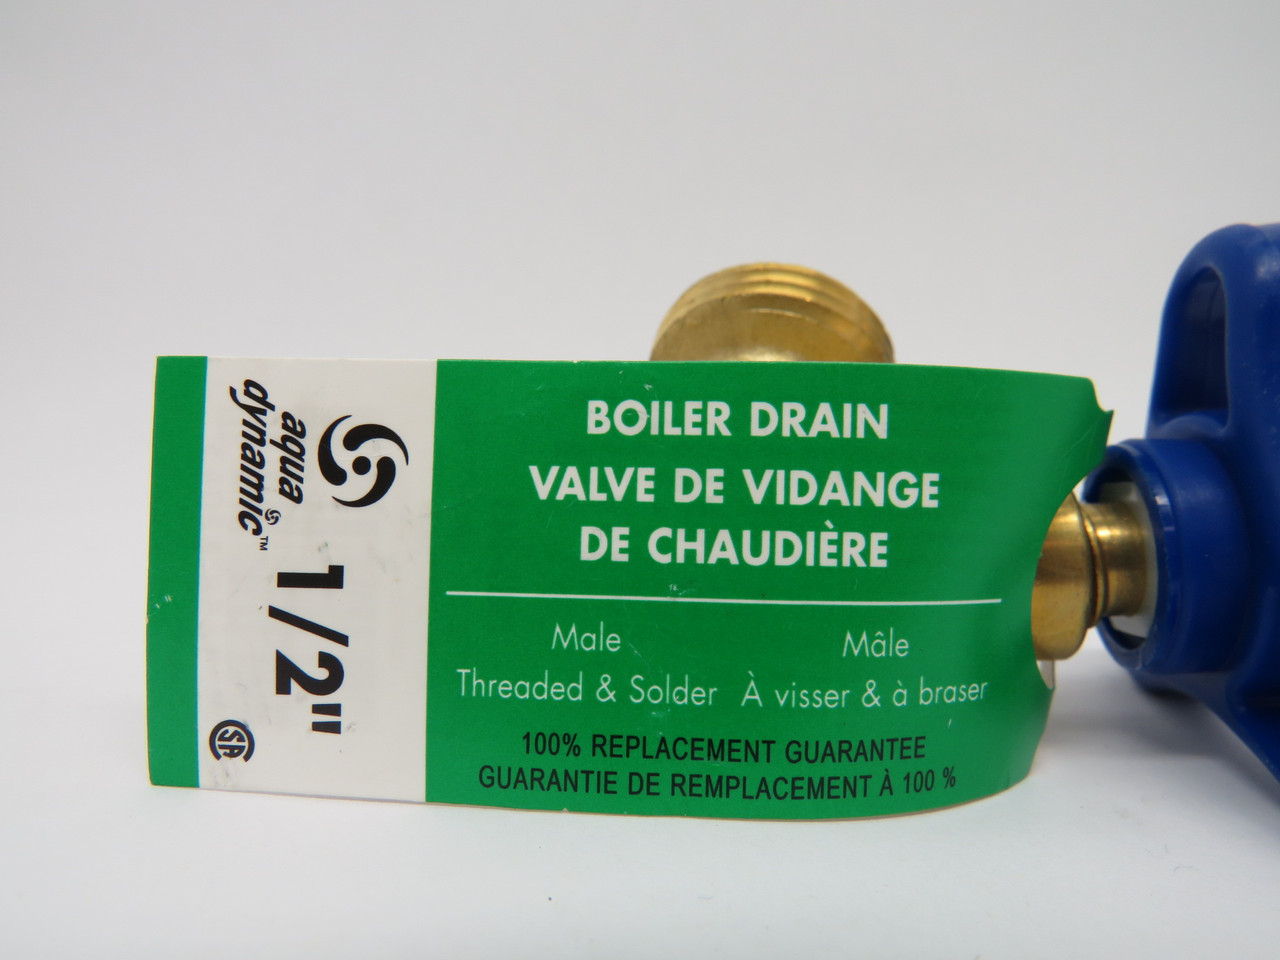 aqua
dynamic™
1/2"
CSA
BOILER DRAIN
VALVE DE VIDANGE
DE CHAUDIÈRE
Male Mâle
Threaded & Solder À visser & à braser
100% REPLACEMENT GUARANTEE
GUARANTIE DE REMPLACEMENT À 100 %